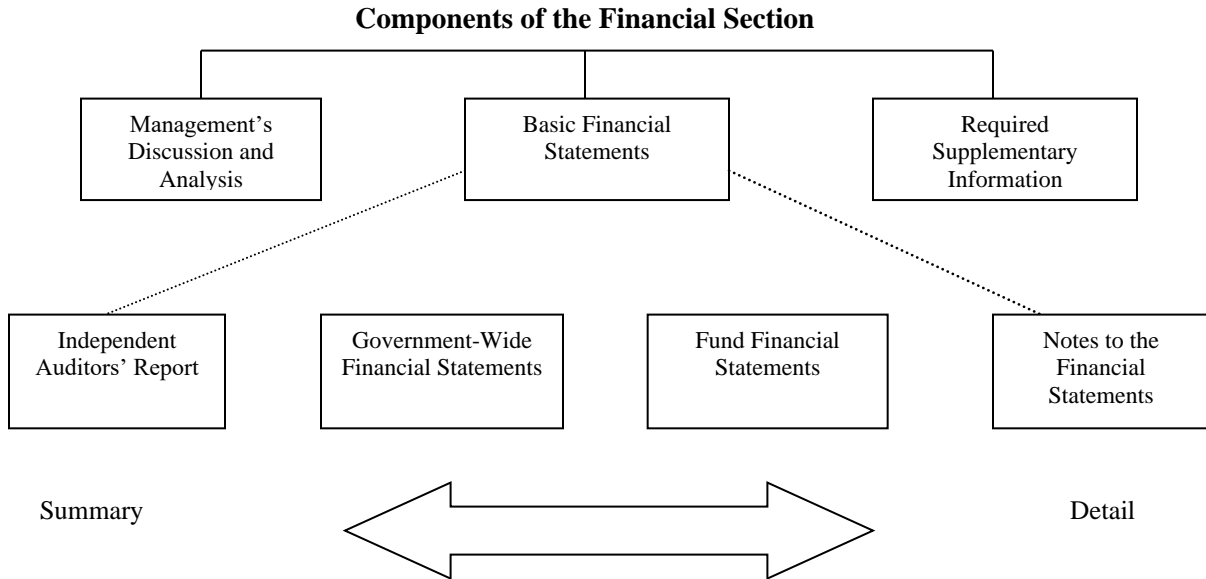 Components of the Financial Section
Management’s
Discussion and
Analysis
Basic Financial
Statements
Required
Supplementary
Information
Independent
Auditors’ Report
Government-Wide
Financial Statements
Fund Financial
Statements
Notes to the
Financial
Statements
Summary
Detail